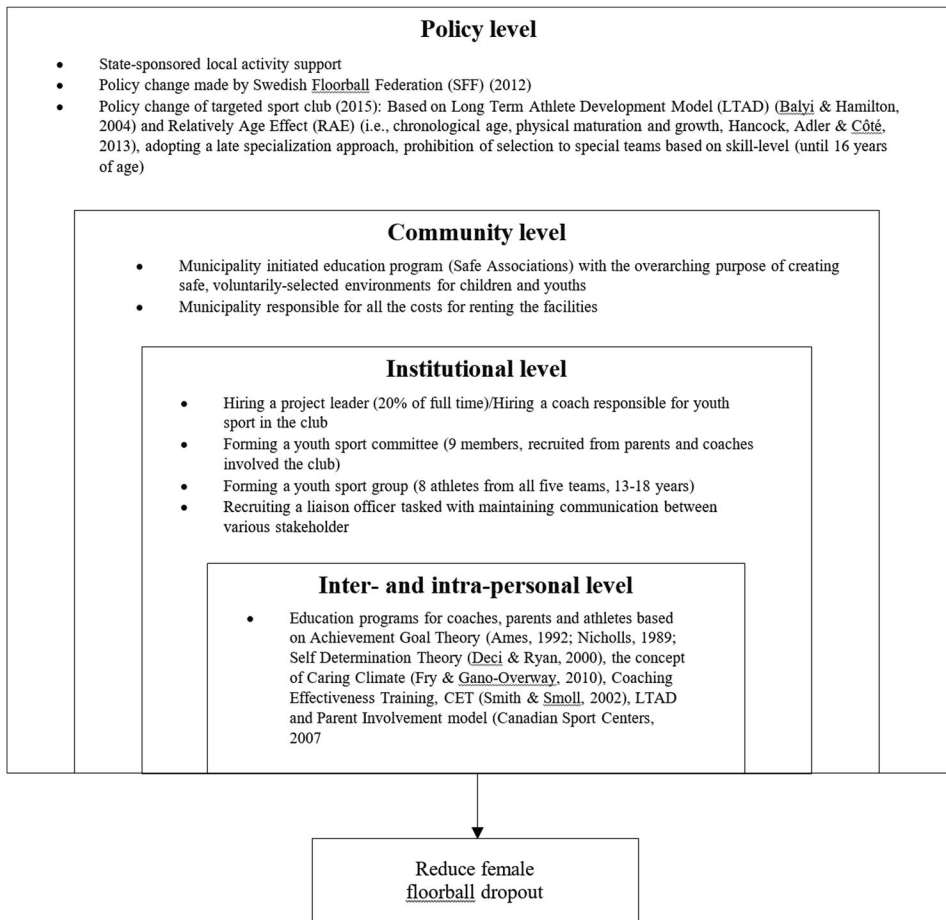 Policy level
• State-sponsored local activity support
• Policy change made by Swedish Floorball Federation (SFF) (2012)
• Policy change of targeted sport club (2015): Based on Long Term Athlete Development Model (LTAD) (Balyi & Hamilton,
2004) and Relatively Age Effect (RAE) (i.e., chronological age, physical maturation and growth, Hancock, Adler & Côté,
2013), adopting a late specialization approach, prohibition of selection to special teams based on skill-level (until 16 years
of age)
Community level
• Municipality initiated education program (Safe Associations) with the overarching purpose of creating
safe, voluntarily-selected environments for children and youths
• Municipality responsible for all the costs for renting the facilities
Institutional level
• Hiring a project leader (20% of full time)/Hiring a coach responsible for youth
sport in the club
• Forming a youth sport committee (9 members, recruited from parents and coaches
involved the club)
• Forming a youth sport group (8 athletes from all five teams, 13-18 years)
• Recruiting a liaison officer tasked with maintaining communication between
various stakeholder
Inter- and intra-personal level
• Education programs for coaches, parents and athletes based
on Achievement Goal Theory (Ames, 1992; Nicholls, 1989;
Self Determination Theory (Deci & Ryan, 2000), the concept
of Caring Climate (Fry & Gano-Overway, 2010), Coaching
Effectiveness Training, CET (Smith & Smoll, 2002), LTAD
and Parent Involvement model (Canadian Sport Centers,
2007
Reduce female
floorball dropout